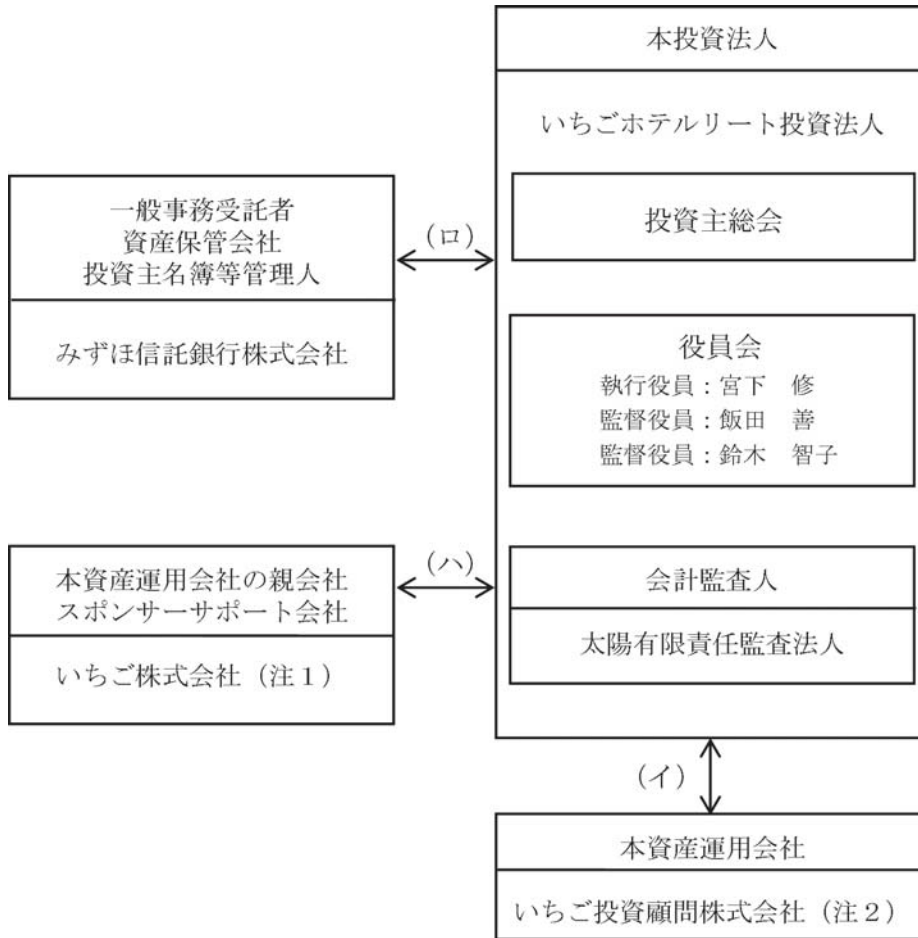 本投資法人
いちごホテルリート投資法人
投資主総会
役員会
執行役員：宮下　修
監督役員：飯田　善
監督役員：鈴木　智子
会計監査人
太陽有限責任監査法人
一般事務受託者
資産保管会社
投資主名簿等管理人
みずほ信託銀行株式会社
(ロ)
本資産運用会社の親会社
スポンサーサポート会社
いちご株式会社（注１）
(ハ)
(イ)
本資産運用会社
いちご投資顧問株式会社（注２）